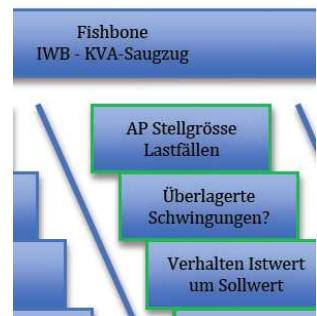 Fishbone
IWB - KVA-Saugzug
AP Stellgrösse
Lastfällen
Überlagerte
Schwingungen?
Verhalten Istwert
um Sollwert